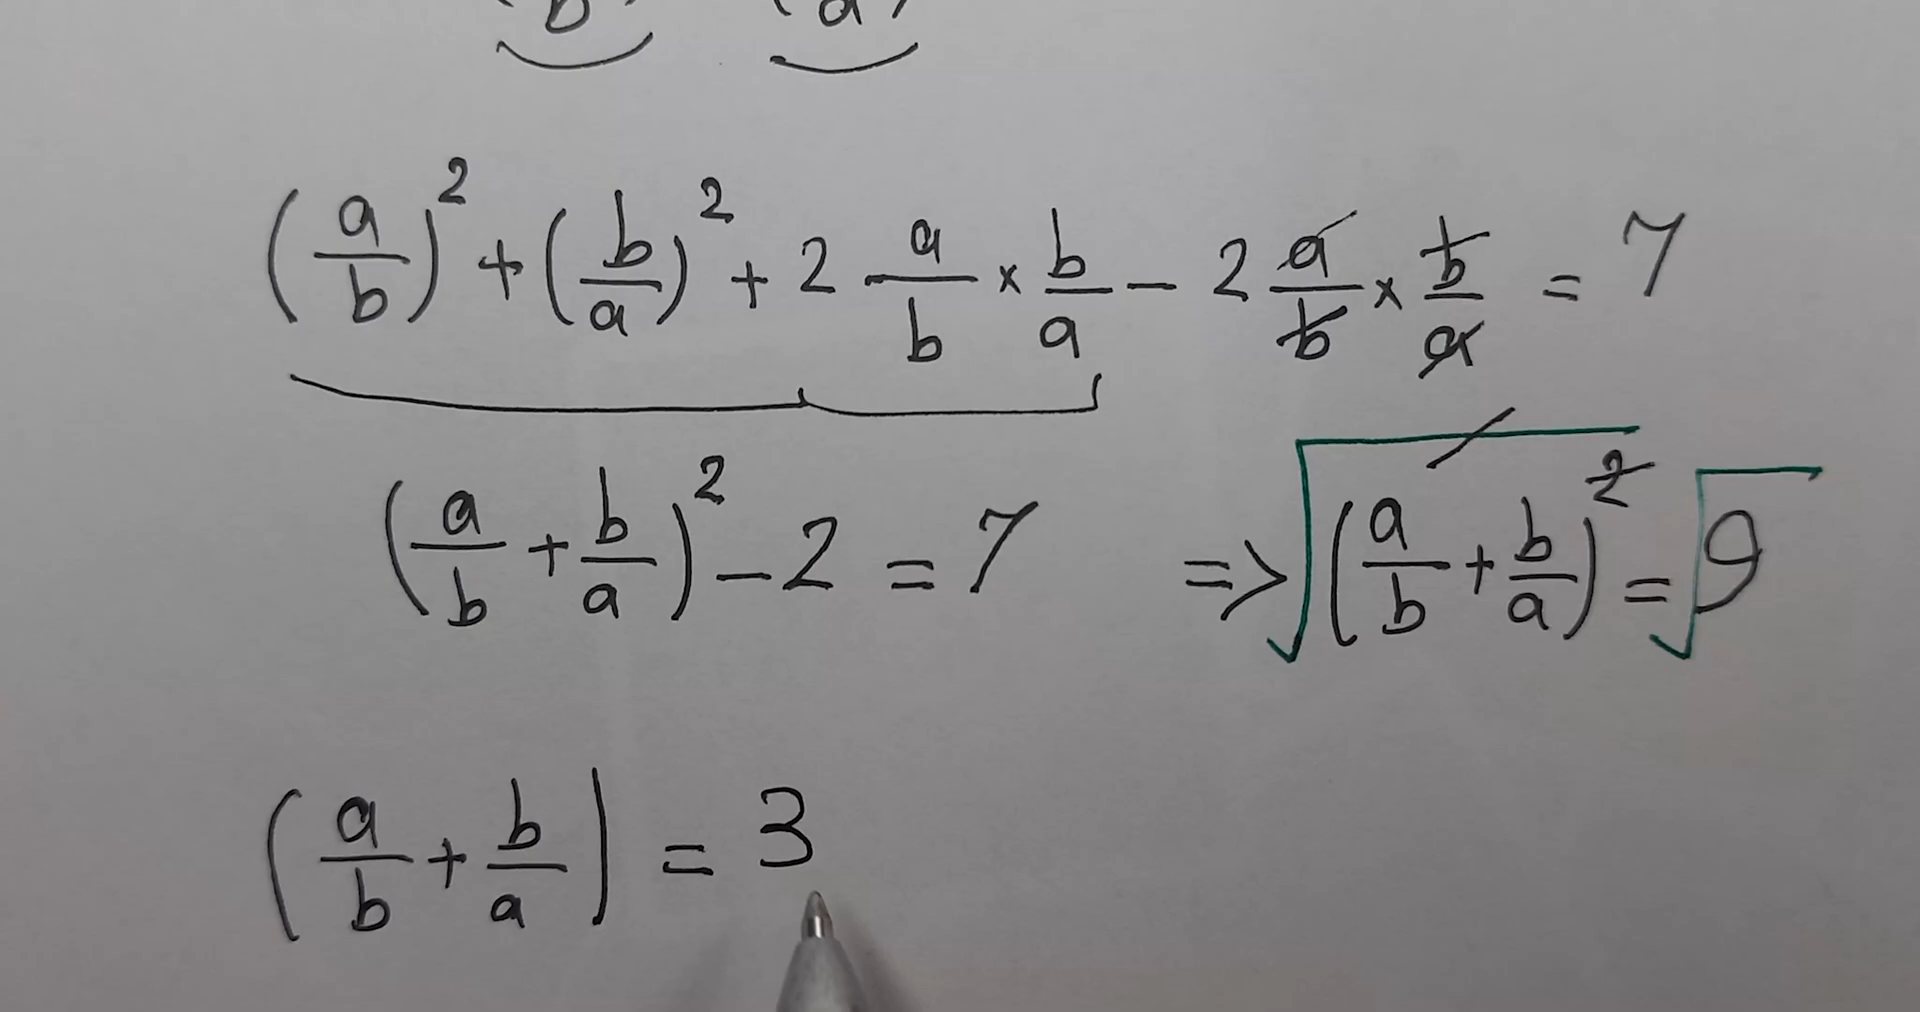 b a
(a/b)² + (b/a)² + 2 a/b × b/a − 2 a/b × b/a = 7
(a/b + b/a)² − 2 = 7 => √(a/b + b/a)² = √9
(a/b + b/a) = 3